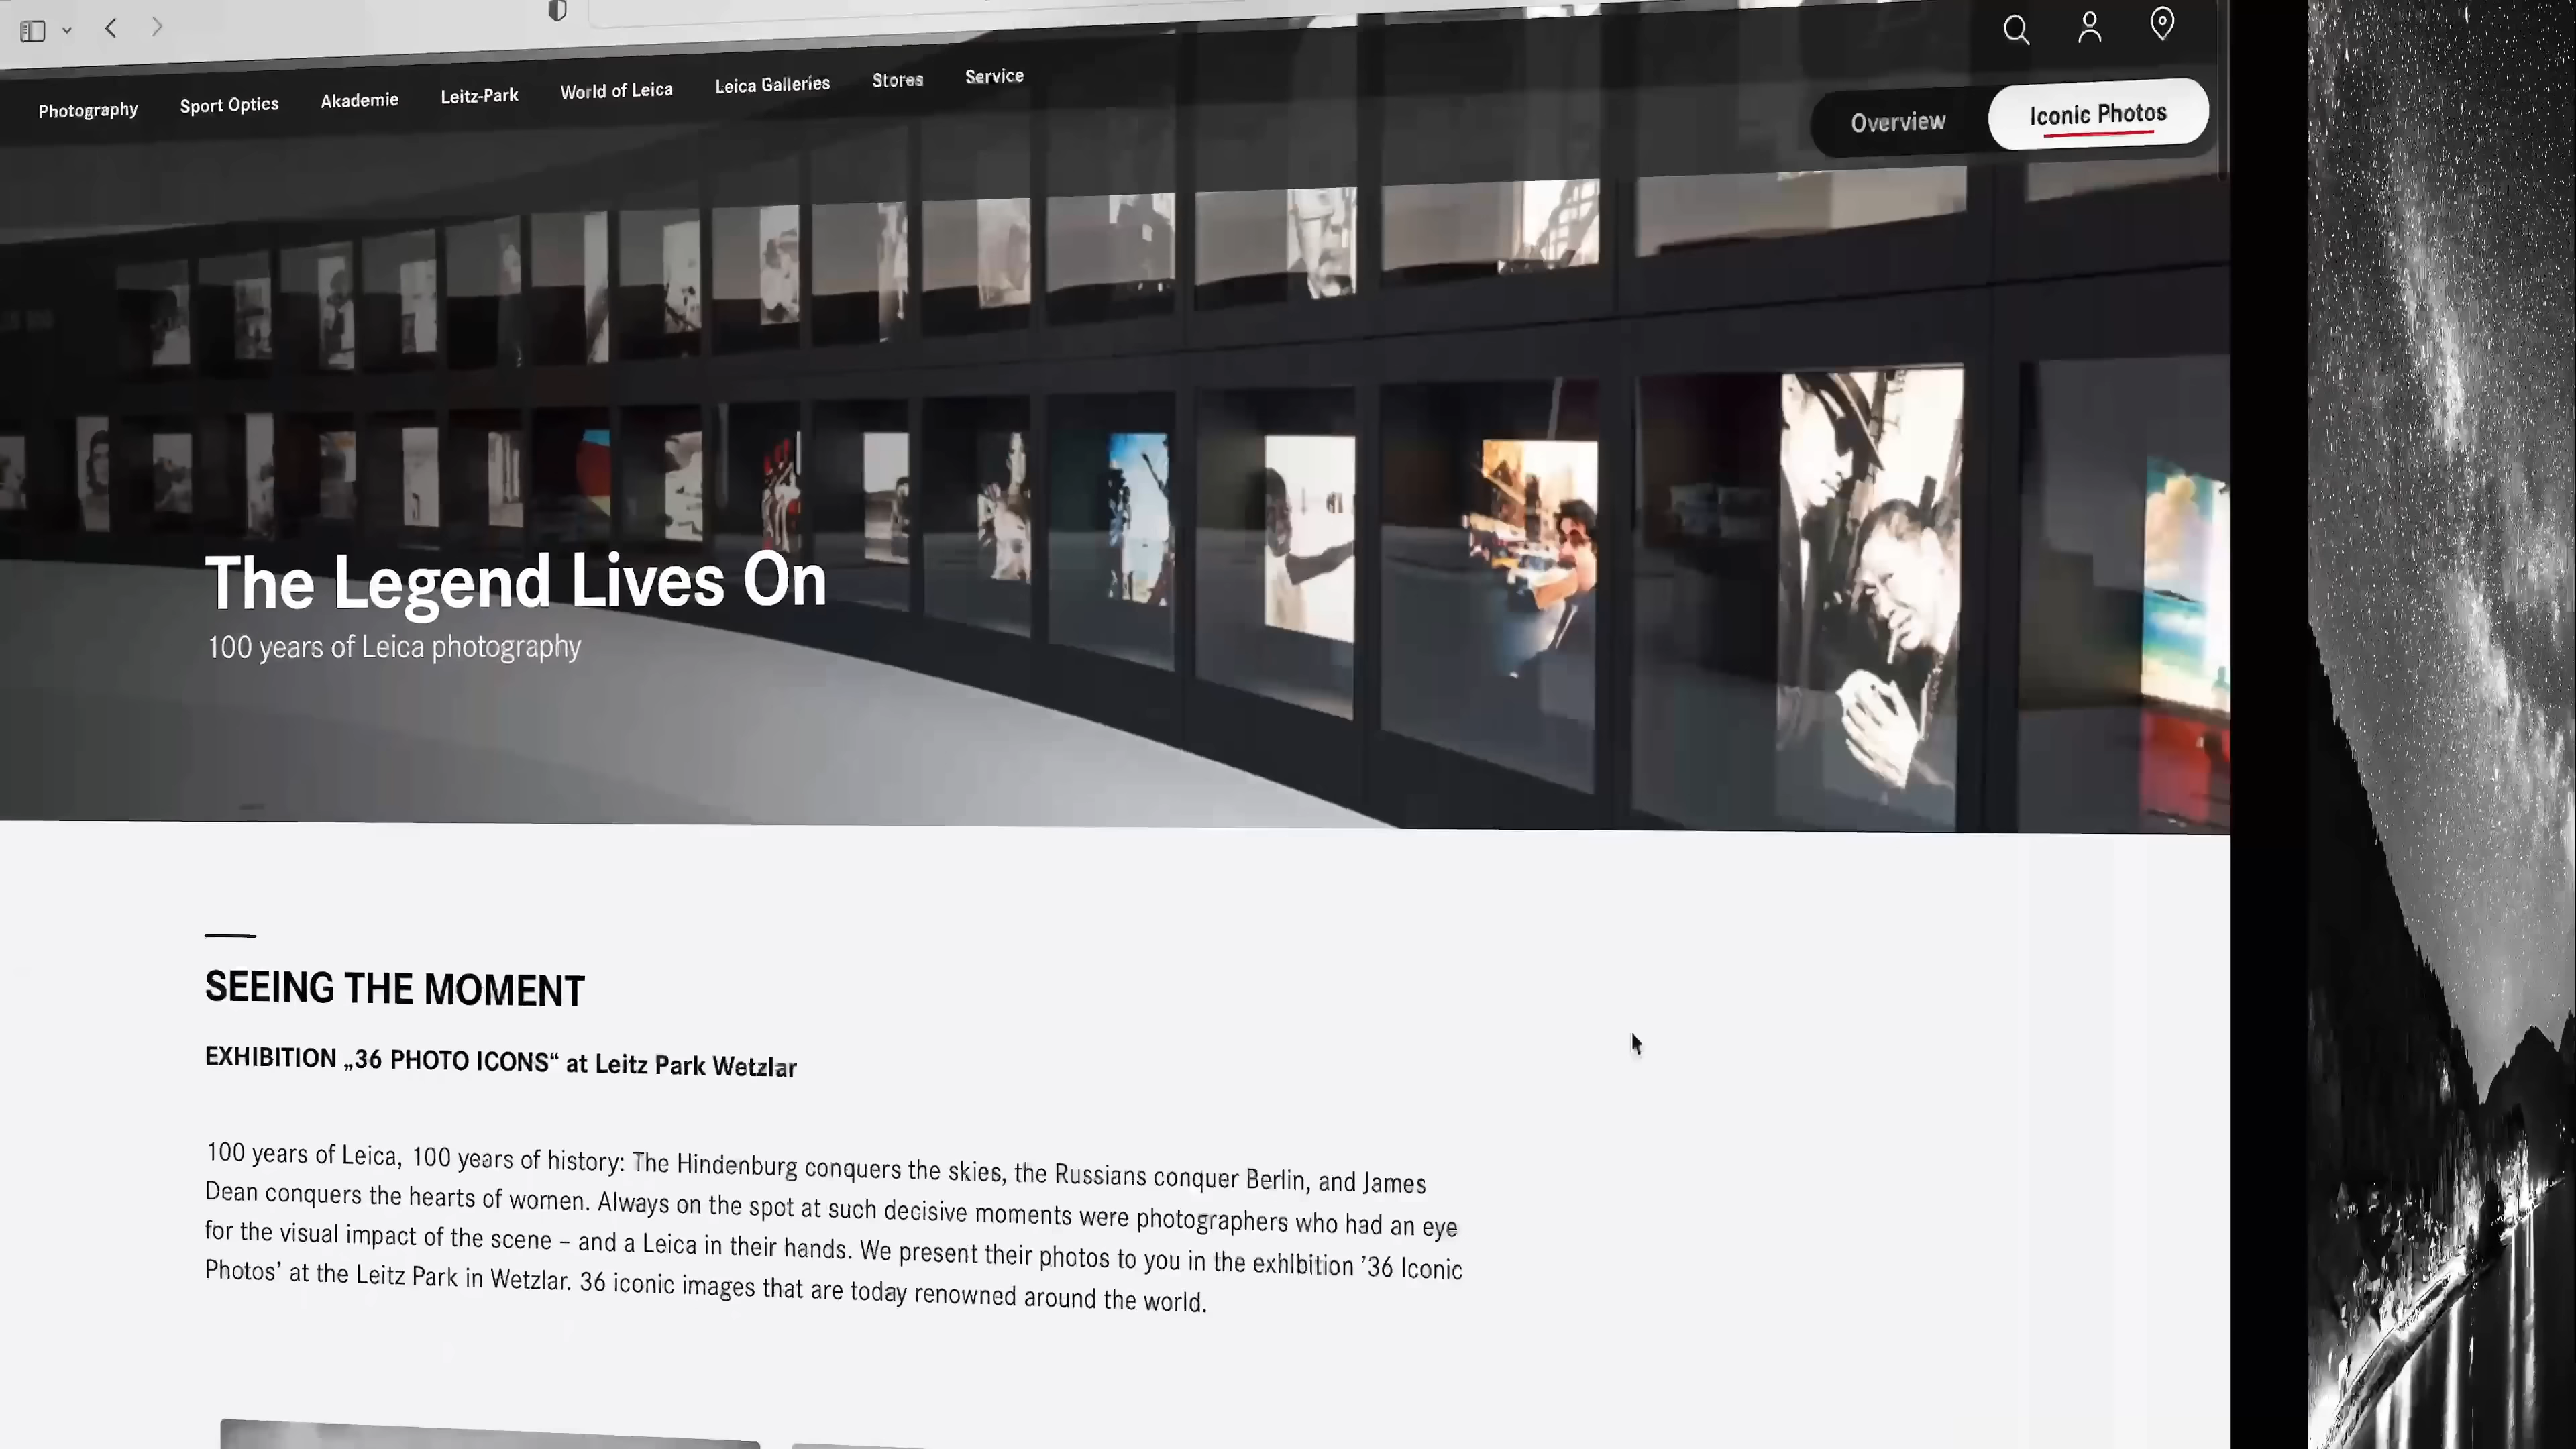 Photography Sport Optics Akademie Leitz-Park World of Leica Leica Galleries Stores Service
Overview Iconic Photos
The Legend Lives On
100 years of Leica photography
SEEING THE MOMENT
EXHIBITION „36 PHOTO ICONS“ at Leitz Park Wetzlar
100 years of Leica, 100 years of history: The Hindenburg conquers the skies, the Russians conquer Berlin, and James
Dean conquers the hearts of women. Always on the spot at such decisive moments were photographers who had an eye
for the visual impact of the scene – and a Leica in their hands. We present their photos to you in the exhibition ’36 Iconic
Photos’ at the Leitz Park in Wetzlar. 36 iconic images that are today renowned around the world.